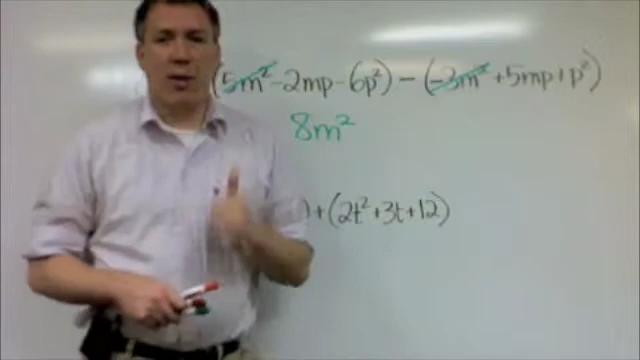 (5m² - 2mp - 6p²) - (-3m² + 5mp + p²)
8m²
) + (2t² + 3t + 12)